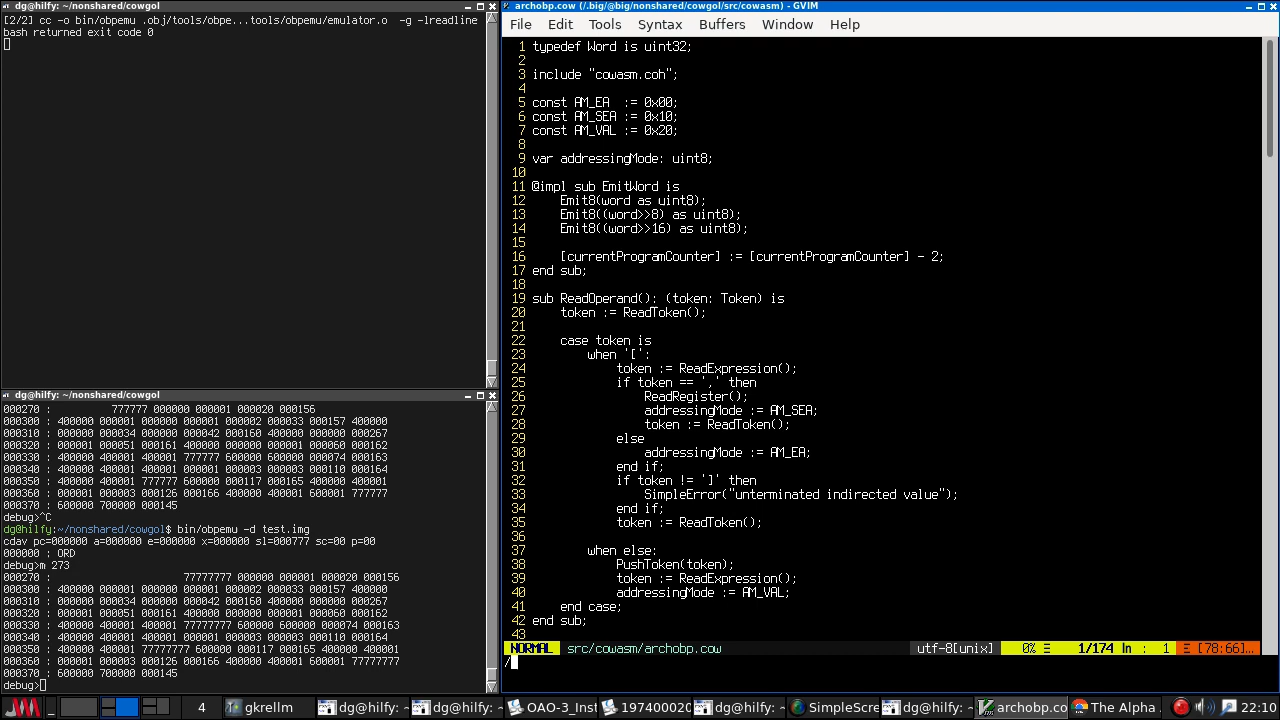 dg@hilfy: ~/nonshared/cowgol
[2/2] cc -o bin/obpemu .obj/tools/obpe...tools/obpemu/emulator.o  -g -lreadline
bash returned exit code 0
dg@hilfy: ~/nonshared/cowgol
000270 :         777777 000000 000001 000020 000156
000300 : 400000 000001 000000 000001 000002 000033 000157 400000
000310 : 000000 000034 000000 000042 000160 400000 000000 000267
000320 : 000001 000051 000161 400000 000000 000001 000060 000162
000330 : 400000 400000 400001 777777 600000 600000 000074 000163
000340 : 400001 400000 400001 000001 000012 000003 000110 000164
000350 : 400000 400001 777777 600000 000117 000165 400000 400001
000360 : 000001 000003 000126 000166 400000 400001 600001 777777
000370 : 600000 700000 000145
debug>^C
dg@hilfy:~/nonshared/cowgol$ bin/obpemu -d test.img
cdav pc=000000 a=000000 e=000000 x=000000 sl=000777 sc=00 p=00
000000 : ORD
debug>m 273
000270 :         77777777 000000 000001 000020 000156
000300 : 400000 000001 000000 000001 000002 000033 000157 400000
000310 : 000000 000034 000000 000042 000160 400000 000000 000267
000320 : 000001 000051 000161 400000 000000 000001 000060 000162
000330 : 400000 400000 400001 77777777 600000 600000 000074 000163
000340 : 400001 400000 400001 000001 000012 000003 000110 000164
000350 : 400000 400001 77777777 600000 000117 000165 400000 400001
000360 : 000001 000003 000126 000166 400000 400001 600001 77777777
000370 : 600000 700000 000145
debug>
archobp.cow (/.big/@big/nonshared/cowgol/src/cowasm) - GVIM
File Edit Tools Syntax Buffers Window Help
1 typedef Word is uint32;
2
3 include "cowasm.coh";
4
5 const AM_EA  := 0x00;
6 const AM_SEA := 0x10;
7 const AM_VAL := 0x20;
8
9 var addressingMode: uint8;
10
11 @impl sub EmitWord is
12     Emit8(word as uint8);
13     Emit8((word>>8) as uint8);
14     Emit8((word>>16) as uint8);
15
16     [currentProgramCounter] := [currentProgramCounter] - 2;
17 end sub;
18
19 sub ReadOperand(): (token: Token) is
20     token := ReadToken();
21
22     case token is
23         when '[':
24             token := ReadExpression();
25             if token == ',' then
26                 ReadRegister();
27                 addressingMode := AM_SEA;
28                 token := ReadToken();
29             else
30                 addressingMode := AM_EA;
31             end if;
32             if token != ']' then
33                 SimpleError("unterminated indirected value");
34             end if;
35             token := ReadToken();
36
37         when else:
38             PushToken(token);
39             token := ReadExpression();
40             addressingMode := AM_VAL;
41     end case;
42 end sub;
43
NORMAL src/cowasm/archobp.cow utf-8[unix] 0% ≡ 1/174 ln : 1 Ξ [78:66]…
/
4 gkrellm dg@hilfy: ~ dg@hilfy: ~ OAO-3_Inst 197400020 dg@hilfy: ~ SimpleScre dg@hilfy: ~ archobp.co The Alpha 22:10